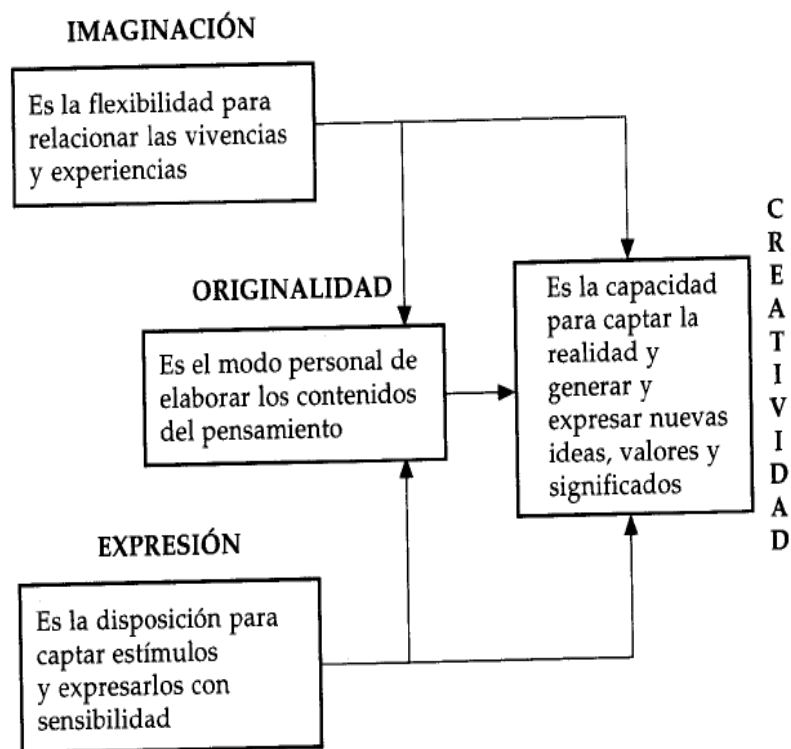 IMAGINACIÓN
Es la flexibilidad para
relacionar las vivencias
y experiencias
ORIGINALIDAD
Es el modo personal de
elaborar los contenidos
del pensamiento
EXPRESIÓN
Es la disposición para
captar estímulos
y expresarlos con
sensibilidad
Es la capacidad
para captar la
realidad y
generar y
expresar nuevas
ideas, valores y
significados
CREATIVIDAD